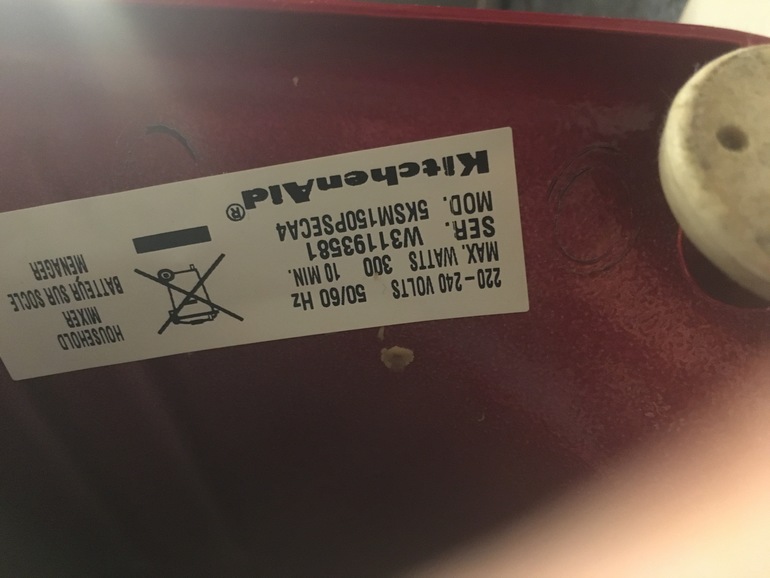 KitchenAid®
MOD. 5KSM150PSECA4
SER. W31193581
MAX. WATTS 300 10 MIN.
220-240 VOLTS 50/60 Hz
HOUSEHOLD
MIXER
BATTEUR SUR SOCLE
MENAGER